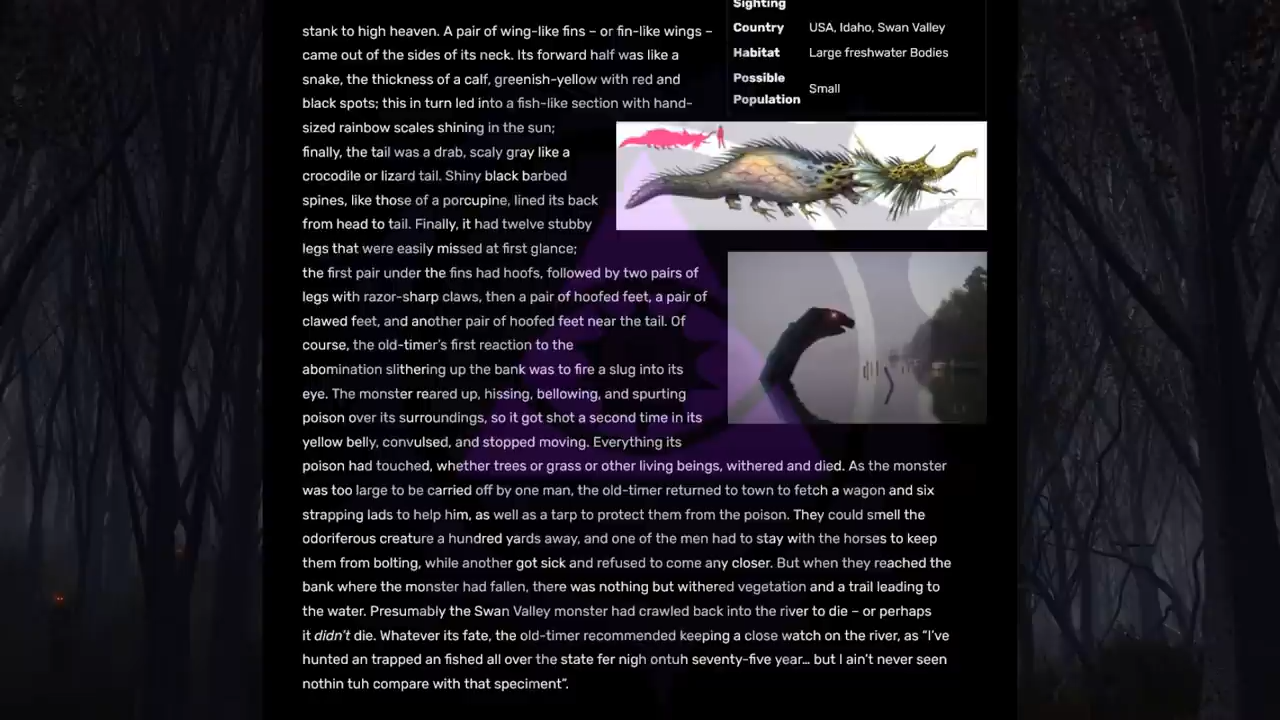 stank to high heaven. A pair of wing-like fins – or fin-like wings –
came out of the sides of its neck. Its forward half was like a
snake, the thickness of a calf, greenish-yellow with red and
black spots; this in turn led into a fish-like section with hand-
sized rainbow scales shining in the sun;
finally, the tail was a drab, scaly gray like a
crocodile or lizard tail. Shiny black barbed
spines, like those of a porcupine, lined its back
from head to tail. Finally, it had twelve stubby
legs that were easily missed at first glance;
the first pair under the fins had hoofs, followed by two pairs of
legs with razor-sharp claws, then a pair of hoofed feet, a pair of
clawed feet, and another pair of hoofed feet near the tail. Of
course, the old-timer’s first reaction to the
abomination slithering up the bank was to fire a slug into its
eye. The monster reared up, hissing, bellowing, and spurting
poison over its surroundings, so it got shot a second time in its
yellow belly, convulsed, and stopped moving. Everything its
poison had touched, whether trees or grass or other living beings, withered and died. As the monster
was too large to be carried off by one man, the old-timer returned to town to fetch a wagon and six
strapping lads to help him, as well as a tarp to protect them from the poison. They could smell the
odoriferous creature a hundred yards away, and one of the men had to stay with the horses to keep
them from bolting, while another got sick and refused to come any closer. But when they reached the
bank where the monster had fallen, there was nothing but withered vegetation and a trail leading to
the water. Presumably the Swan Valley monster had crawled back into the river to die – or perhaps
it didn’t die. Whatever its fate, the old-timer recommended keeping a close watch on the river, as “I’ve
hunted an trapped an fished all over the state fer nigh ontuh seventy-five year… but I ain’t never seen
nothin tuh compare with that speciment”.
Sighting
Country USA, Idaho, Swan Valley
Habitat Large freshwater Bodies
Possible
Population Small